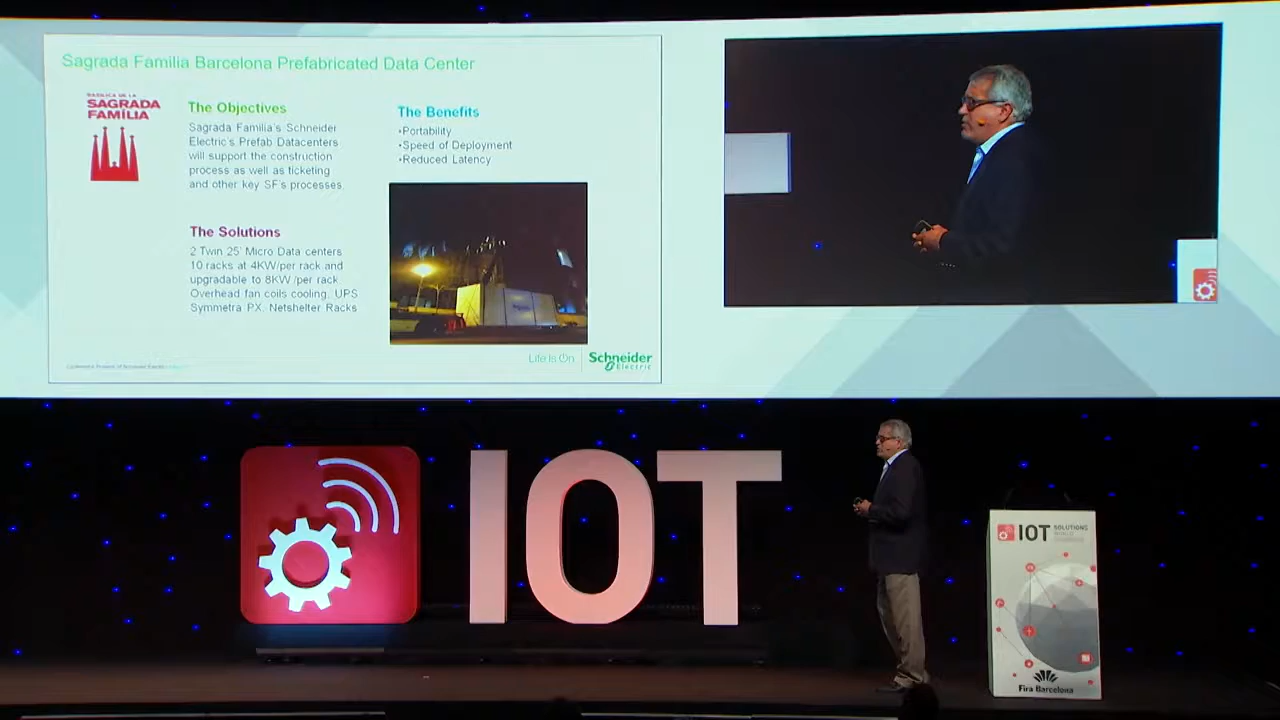 Sagrada Familia Barcelona Prefabricated Data Center
BASÍLICA DE LA
SAGRADA
FAMÍLIA
The Objectives
Sagrada Familia's Schneider
Electric's Prefab Datacenters
will support the construction
process as well as ticketing
and other key SF's processes.
The Solutions
2 Twin 25' Micro Data centers
10 racks at 4KW/per rack and
upgradable to 8KW /per rack
Overhead fan coils cooling. UPS
Symmetra PX. Netshelter Racks
The Benefits
•Portability
•Speed of Deployment
•Reduced Latency
Life Is On
Schneider
Electric
IOT
IOT SOLUTIONS
WORLD
CONGRESS
Fira Barcelona